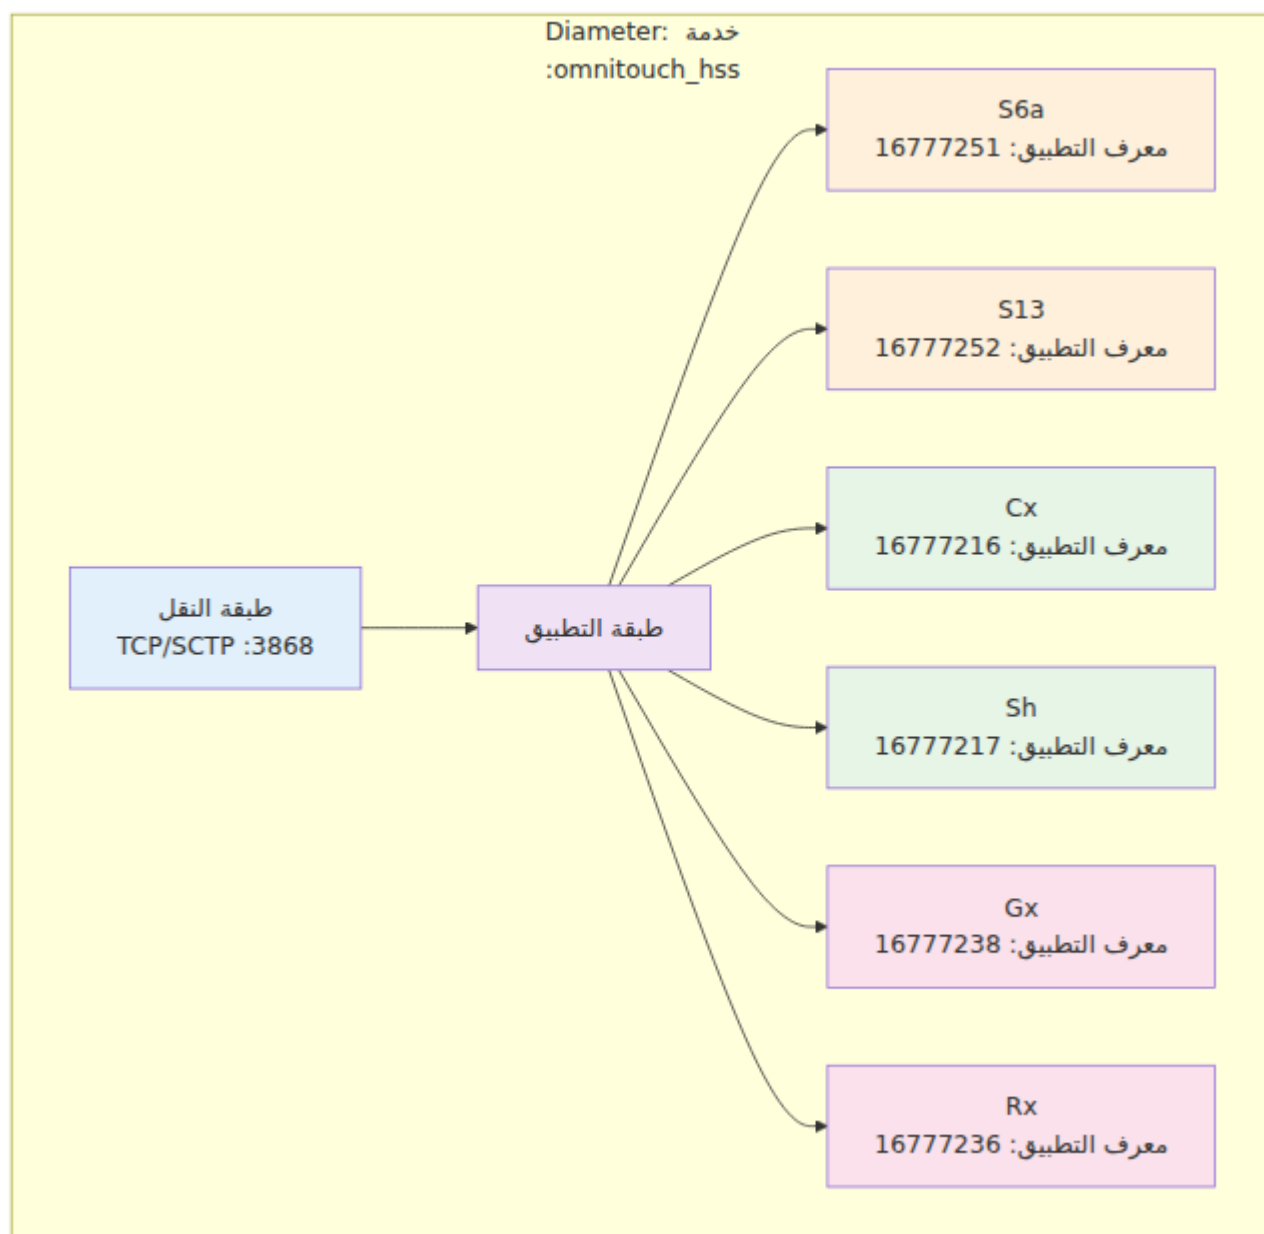 خدمة Diameter:
:omnitouch_hss
S6a
معرف التطبيق: 16777251
S13
معرف التطبيق: 16777252
Cx
معرف التطبيق: 16777216
طبقة النقل
TCP/SCTP :3868
طبقة التطبيق
Sh
معرف التطبيق: 16777217
Gx
معرف التطبيق: 16777238
Rx
معرف التطبيق: 16777236